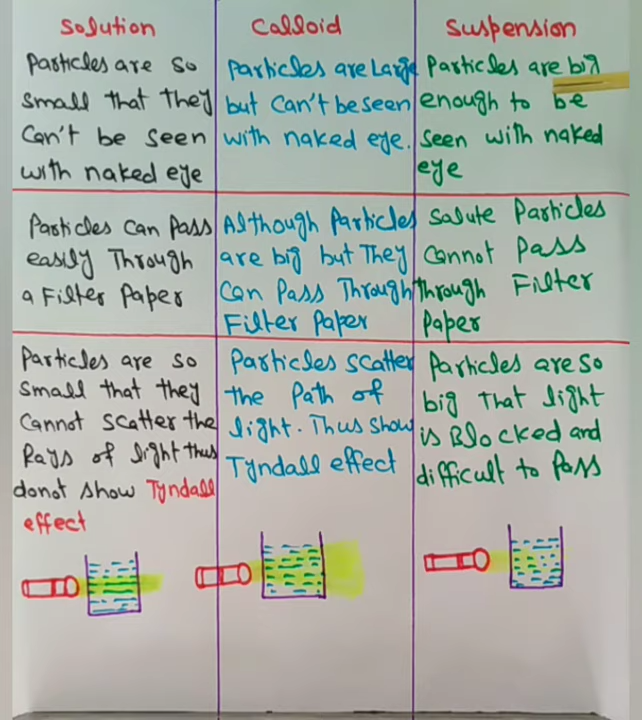 Solution
Particles are so
small that They
Can't be seen
with naked eye
Particles can Pass
easily Through
a Filter Paper
Particles are so
small that they
Cannot scatter the
Rays of light thus
donot show Tyndall
effect
Colloid
Particles are Large
but Can't be seen
with naked eye.
Although Particles
are big but They
Can Pass Through
Filter Paper
Particles scatter
the Path of
light. Thus show
Tyndall effect
Suspension
Particles are big
enough to be
seen with naked
eye
Salute Particles
Cannot Pass
Through Filter
Paper
Particles are so
big That light
is Blocked and
difficult to Pass